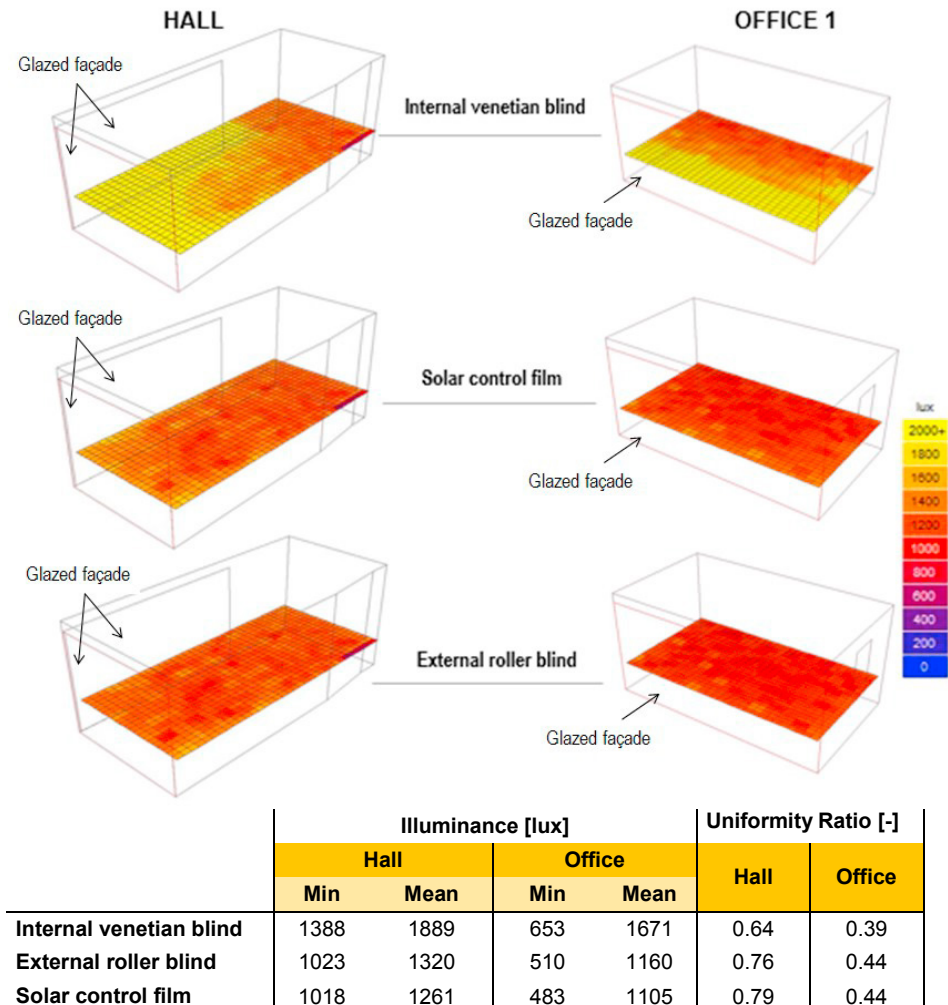 HALL
OFFICE 1
Glazed façade
Internal venetian blind
Glazed façade
Glazed façade
Solar control film
Glazed façade
lux
2000+
1800
1600
1400
1200
1000
800
600
400
200
0
Glazed façade
External roller blind
Glazed façade
Illuminance [lux] Uniformity Ratio [-]
Hall Office Hall Office
Min Mean Min Mean
Internal venetian blind 1388 1889 653 1671 0.64 0.39
External roller blind 1023 1320 510 1160 0.76 0.44
Solar control film 1018 1261 483 1105 0.79 0.44